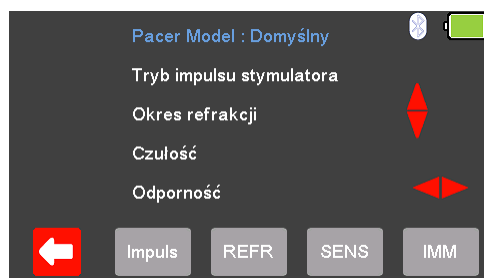 Pacer Model : Domyślny
Tryb impulsu stymulatora
Okres refrakcji
Czułość
Odporność
Impuls REFR SENS IMM